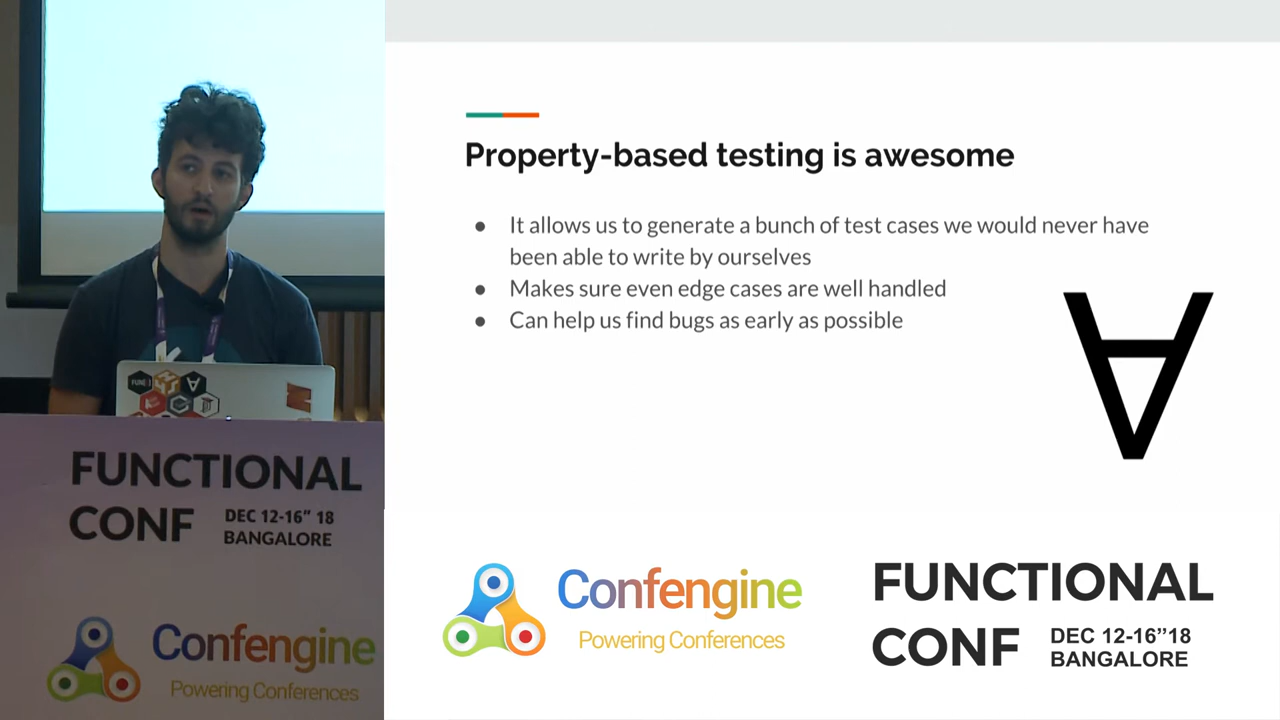 Property-based testing is awesome
● It allows us to generate a bunch of test cases we would never have
been able to write by ourselves
● Makes sure even edge cases are well handled
● Can help us find bugs as early as possible
∀
FUNCTIONAL
CONF DEC 12-16" 18
BANGALORE
Confengine
Powering Conferences
Confengine
Powering Conferences
FUNCTIONAL
CONF DEC 12-16”18
BANGALORE